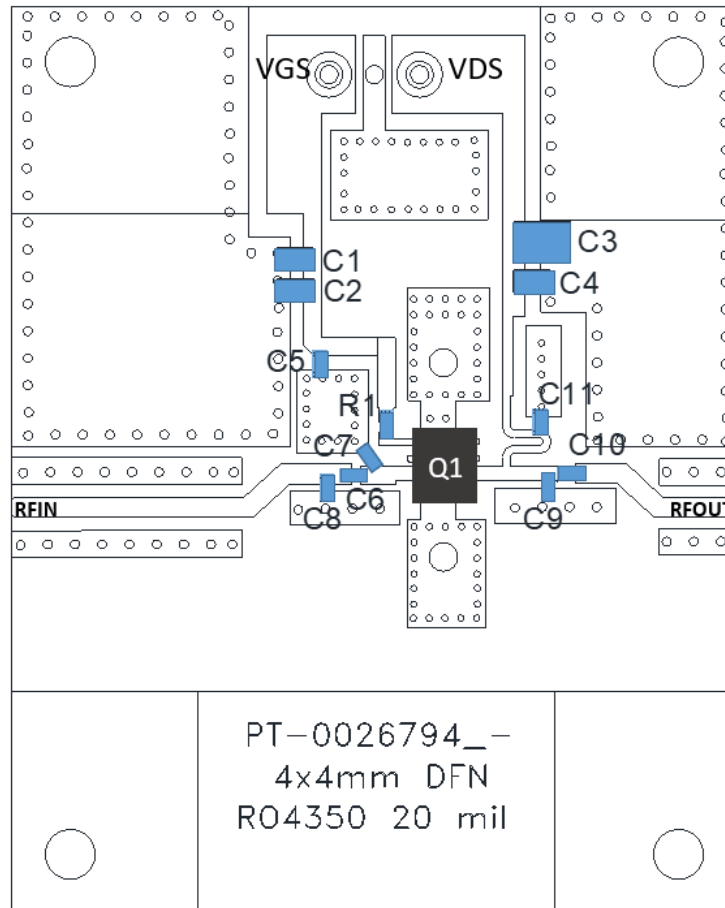 VGS VDS
C1
C2
C3
C4
C5
C11
R1
C7
C10
Q1
C6
RFIN
C8
C9
RFOUT
PT-0026794_-
4x4mm DFN
RO4350 20 mil